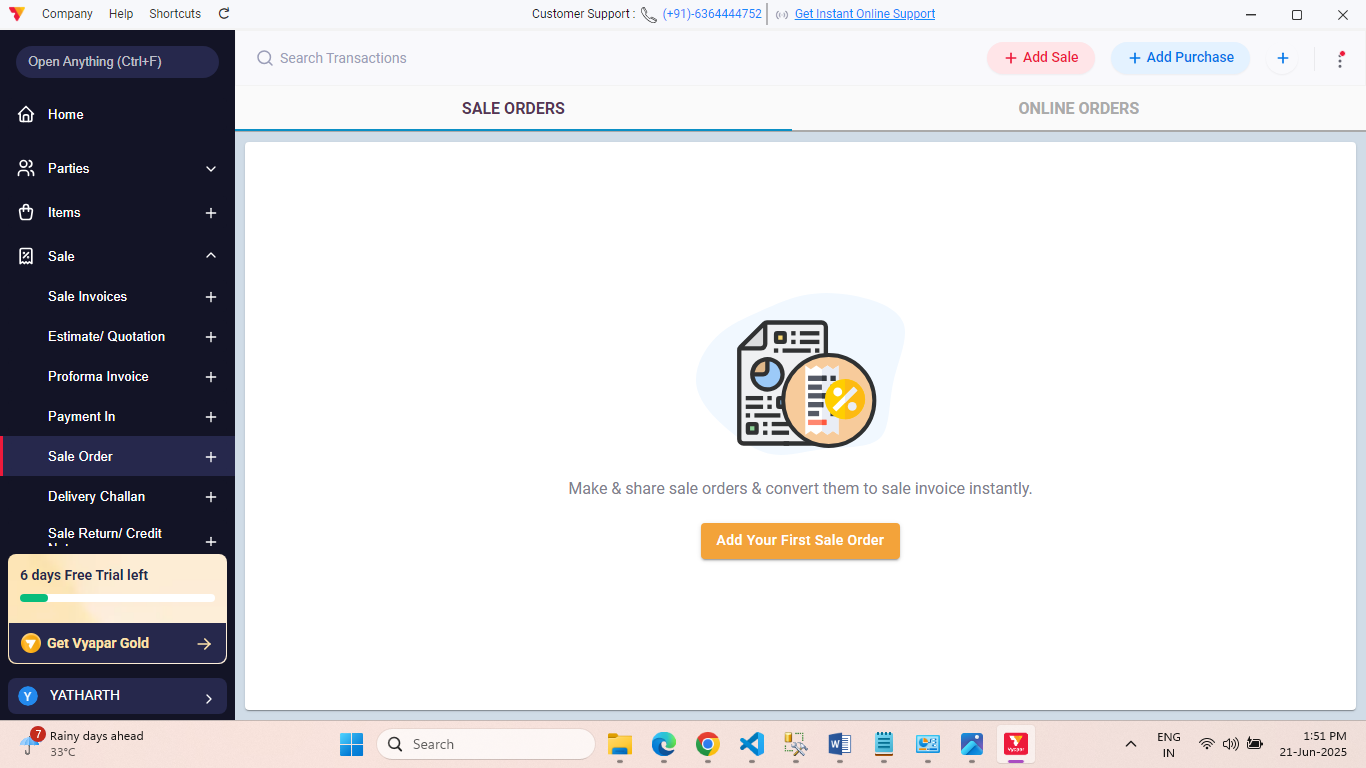 Company Help Shortcuts
Customer Support : (+91)-6364444752 Get Instant Online Support
Open Anything (Ctrl+F)
Search Transactions
+ Add Sale
+ Add Purchase
SALE ORDERS
ONLINE ORDERS
Home
Parties
Items
Sale
Sale Invoices
Estimate/ Quotation
Proforma Invoice
Payment In
Sale Order
Delivery Challan
Sale Return/ Credit
6 days Free Trial left
Get Vyapar Gold
Y YATHARTH
Make & share sale orders & convert them to sale invoice instantly.
Add Your First Sale Order
7
Rainy days ahead
33°C
Search
Vyapar
ENG
IN
1:51 PM
21-Jun-2025